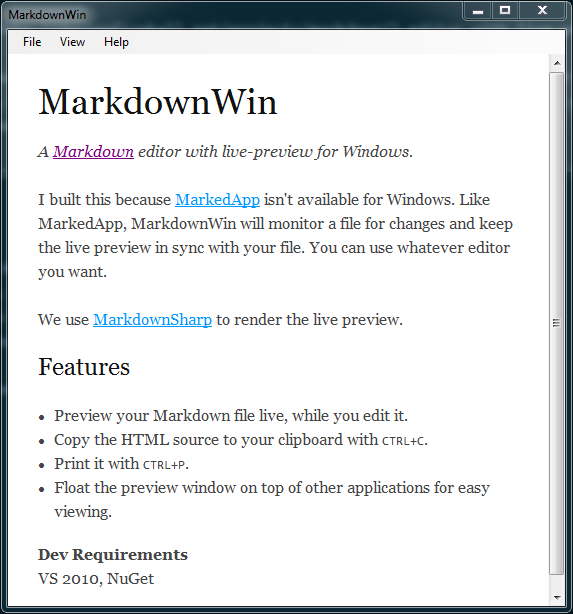 MarkdownWin
File View Help
MarkdownWin
A Markdown editor with live-preview for Windows.
I built this because MarkedApp isn't available for Windows. Like
MarkedApp, MarkdownWin will monitor a file for changes and keep
the live preview in sync with your file. You can use whatever editor
you want.
We use MarkdownSharp to render the live preview.
Features
• Preview your Markdown file live, while you edit it.
• Copy the HTML source to your clipboard with CTRL+C.
• Print it with CTRL+P.
• Float the preview window on top of other applications for easy
viewing.
Dev Requirements
VS 2010, NuGet